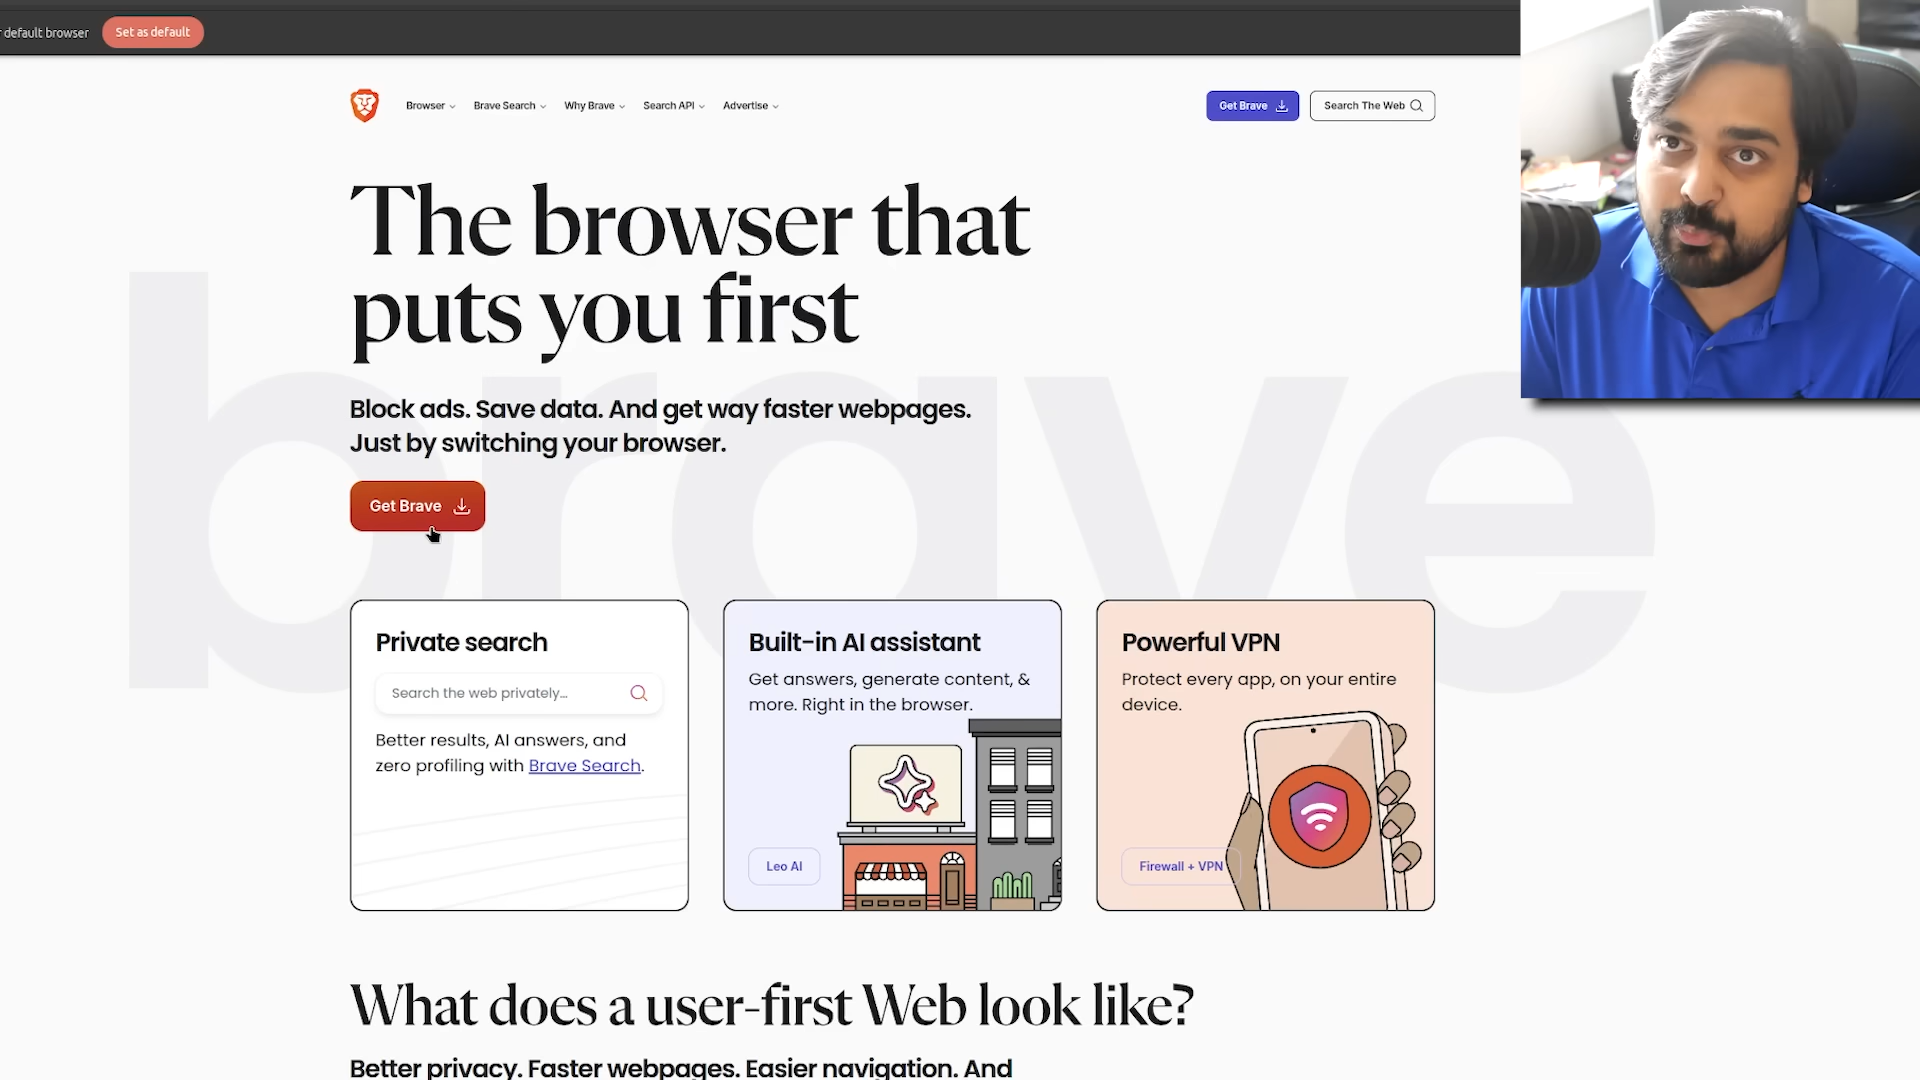 default browser
Set as default
Browser
Brave Search
Why Brave
Search API
Advertise
Get Brave
Search The Web
The browser that
puts you first
brave
Block ads. Save data. And get way faster webpages.
Just by switching your browser.
Get Brave
Private search
Search the web privately...
Better results, AI answers, and
zero profiling with Brave Search.
Built-in AI assistant
Get answers, generate content, &
more. Right in the browser.
Leo AI
Powerful VPN
Protect every app, on your entire
device.
Firewall + VPN
What does a user-first Web look like?
Better privacy. Faster webpages. Easier navigation. And